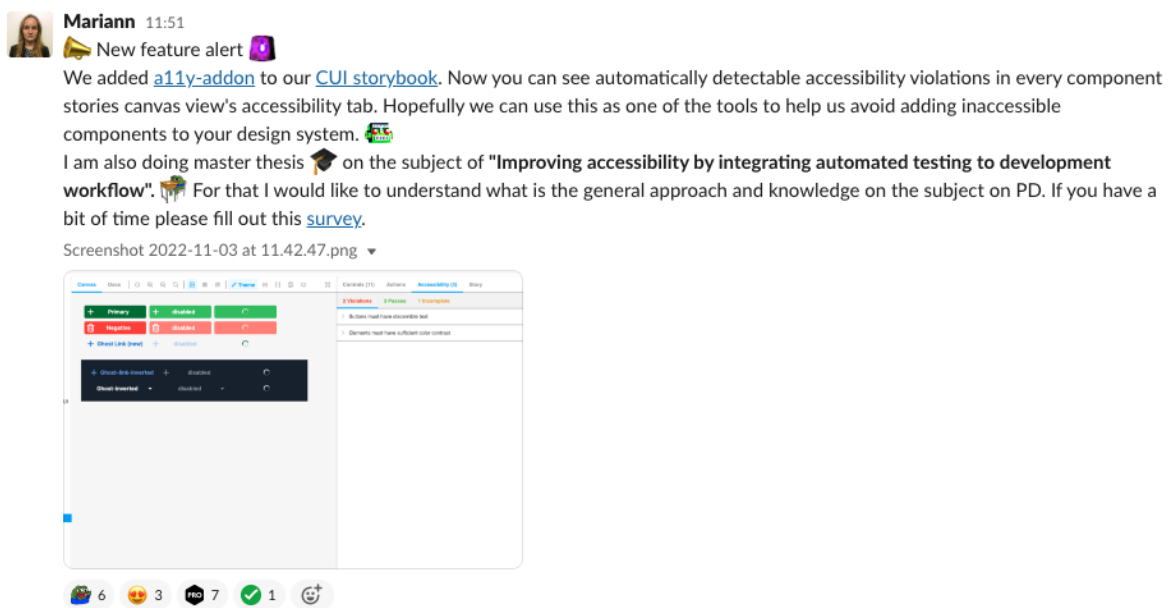 Mariann 11:51
New feature alert
We added a11y-addon to our CUI storybook. Now you can see automatically detectable accessibility violations in every component
stories canvas view's accessibility tab. Hopefully we can use this as one of the tools to help us avoid adding inaccessible
components to your design system.
I am also doing master thesis on the subject of "Improving accessibility by integrating automated testing to development
workflow". For that I would like to understand what is the general approach and knowledge on the subject on PD. If you have a
bit of time please fill out this survey.
Screenshot 2022-11-03 at 11.42.47.png
Canvas Docs Theme Controls (11) Actions Accessibility (3) Story
2 Violations 3 Passes 1 Incomplete
Primary disabled
Buttons must have discernible text
Negative disabled
Elements must have sufficient color contrast
Ghost Link (new) disabled
Ghost-link-inverted disabled
Ghost-inverted disabled
6 3 PRO 7 1